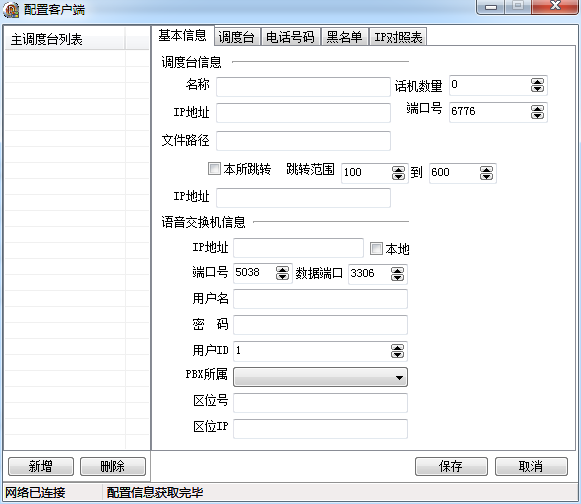 配置客户端
主调度台列表
基本信息 调度台 电话号码 黑名单 IP对照表
调度台信息
名称 话机数量 0
IP地址 端口号 6776
文件路径
本所跳转 跳转范围 100 到 600
IP地址
语音交换机信息
IP地址 本地
端口号 5038 数据端口 3306
用户名
密 码
用户ID 1
PBX所属
区位号
区位IP
新增 删除 保存 取消
网络已连接 配置信息获取完毕